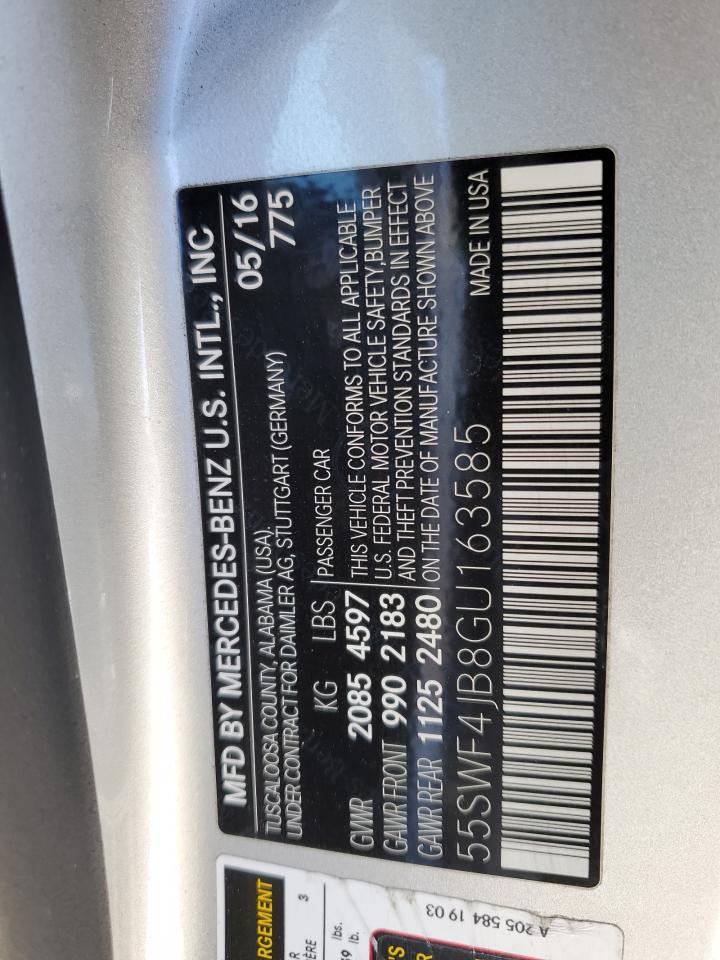 MFD BY MERCEDES-BENZ U.S. INTL., INC
TUSCALOOSA COUNTY, ALABAMA (USA). 05/16
UNDER CONTRACT FOR DAIMLER AG, STUTTGART (GERMANY) 775
KG LBS PASSENGER CAR
GVWR 2085 4597 THIS VEHICLE CONFORMS TO ALL APPLICABLE
GAWR FRONT 990 2183 U.S. FEDERAL MOTOR VEHICLE SAFETY,BUMPER
GAWR REAR 1125 2480 AND THEFT PREVENTION STANDARDS IN EFFECT
ON THE DATE OF MANUFACTURE SHOWN ABOVE
55SWF4JB8GU163585 MADE IN USA
3
lbs.
lb.
A 205 584 19 03